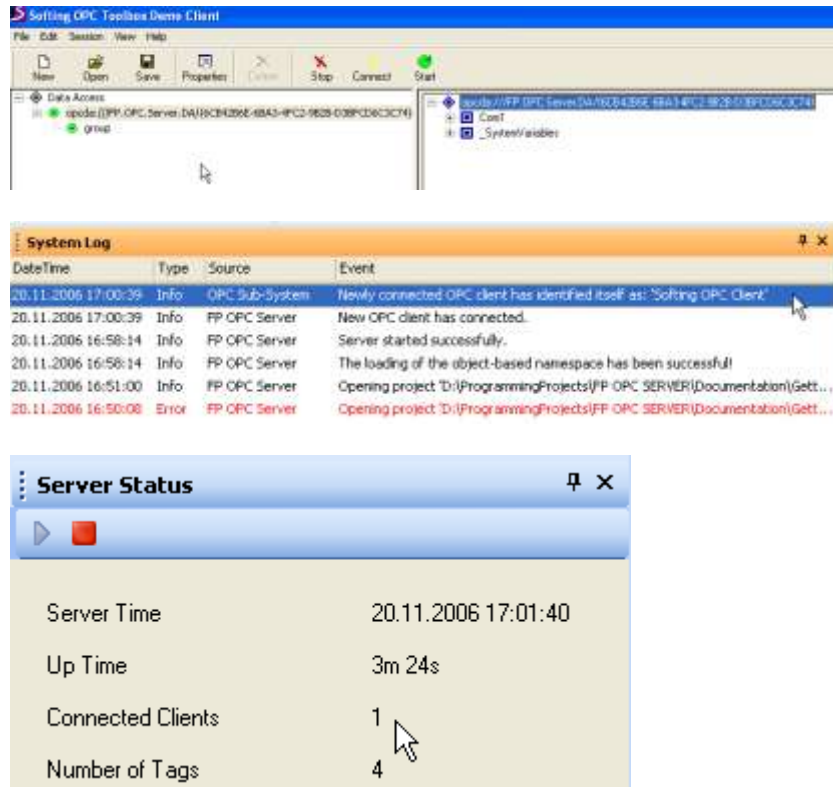 Softing OPC Toolbox Demo Client
File Edit Session View Help
New Open Save Properties Delete Stop Connect Start
Data Access
group
Com1
_SystemVariables
System Log
DateTime Type Source Event
20.11.2006 17:00:39 Info OPC Sub-System Newly connected OPC client has identified itself as: 'Softing OPC Client'
20.11.2006 17:00:39 Info FP OPC Server New OPC client has connected.
20.11.2006 16:58:14 Info FP OPC Server Server started successfully.
20.11.2006 16:58:14 Info FP OPC Server The loading of the object-based namespace has been successful!
20.11.2006 16:51:00 Info FP OPC Server Opening project 'D:\ProgrammingProjects\FP OPC SERVER\Documentation\Gett...
20.11.2006 16:50:08 Error FP OPC Server Opening project 'D:\ProgrammingProjects\FP OPC SERVER\Documentation\Gett...
Server Status
Server Time 20.11.2006 17:01:40
Up Time 3m 24s
Connected Clients 1
Number of Tags 4